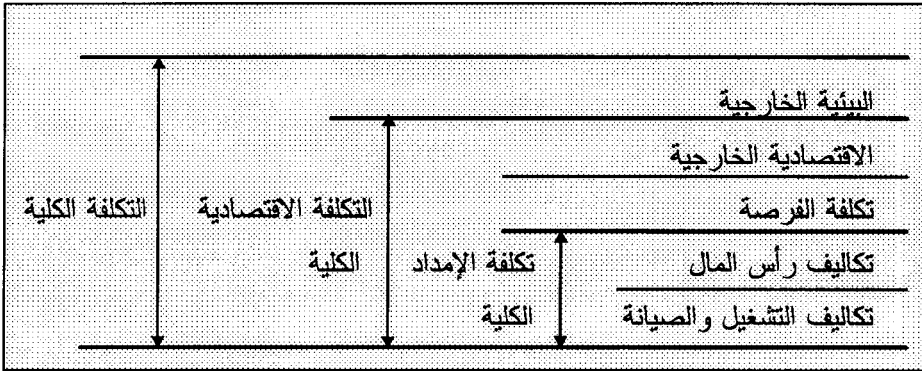 البيئية الخارجية
الاقتصادية الخارجية
تكلفة الفرصة
تكاليف رأس المال
تكاليف التشغيل والصيانة
تكلفة الإمداد
الكلية
التكلفة الاقتصادية
الكلية
التكلفة الكلية